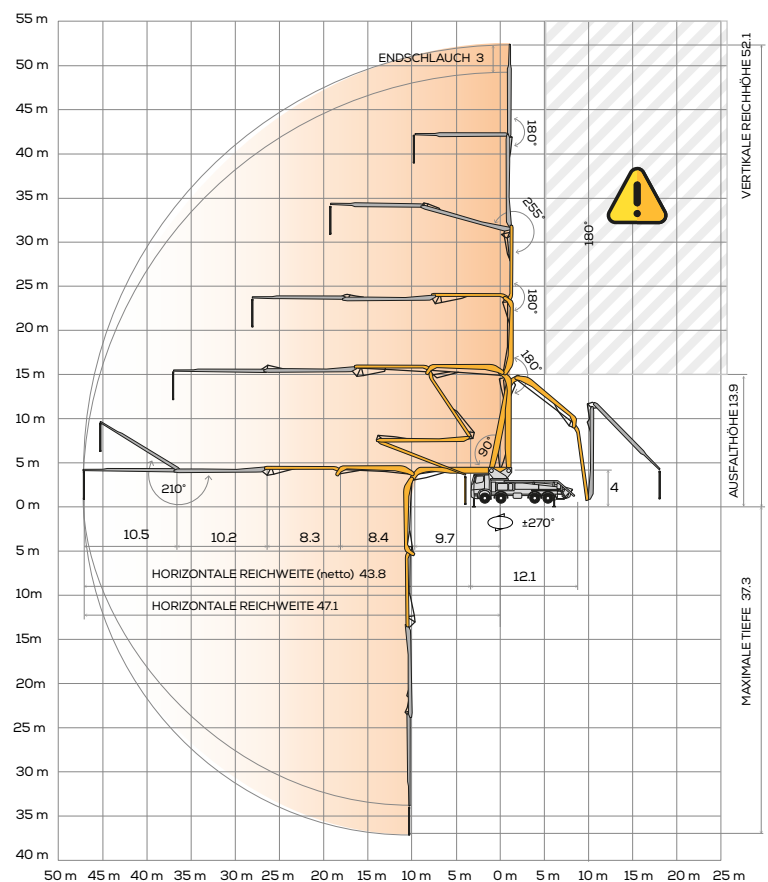 55 m
50 m
45 m
40 m
35 m
30 m
25 m
20 m
15 m
10 m
5 m
0 m
5 m
10m
15m
20m
25m
30 m
35 m
40 m
50 m 45 m 40 m 35 m 30 m 25 m 20 m 15 m 10 m 5 m 0 m 5 m 10 m 15 m 20 m 25 m
ENDSCHLAUCH 3
180°
255°
180°
180°
180°
90°
210°
±270°
4
10.5 10.2 8.3 8.4 9.7
12.1
HORIZONTALE REICHWEITE (netto) 43.8
HORIZONTALE REICHWEITE 47.1
VERTIKALE REICHHÖHE 52.1
AUSFALTHÖHE 13.9
MAXIMALE TIEFE 37.3